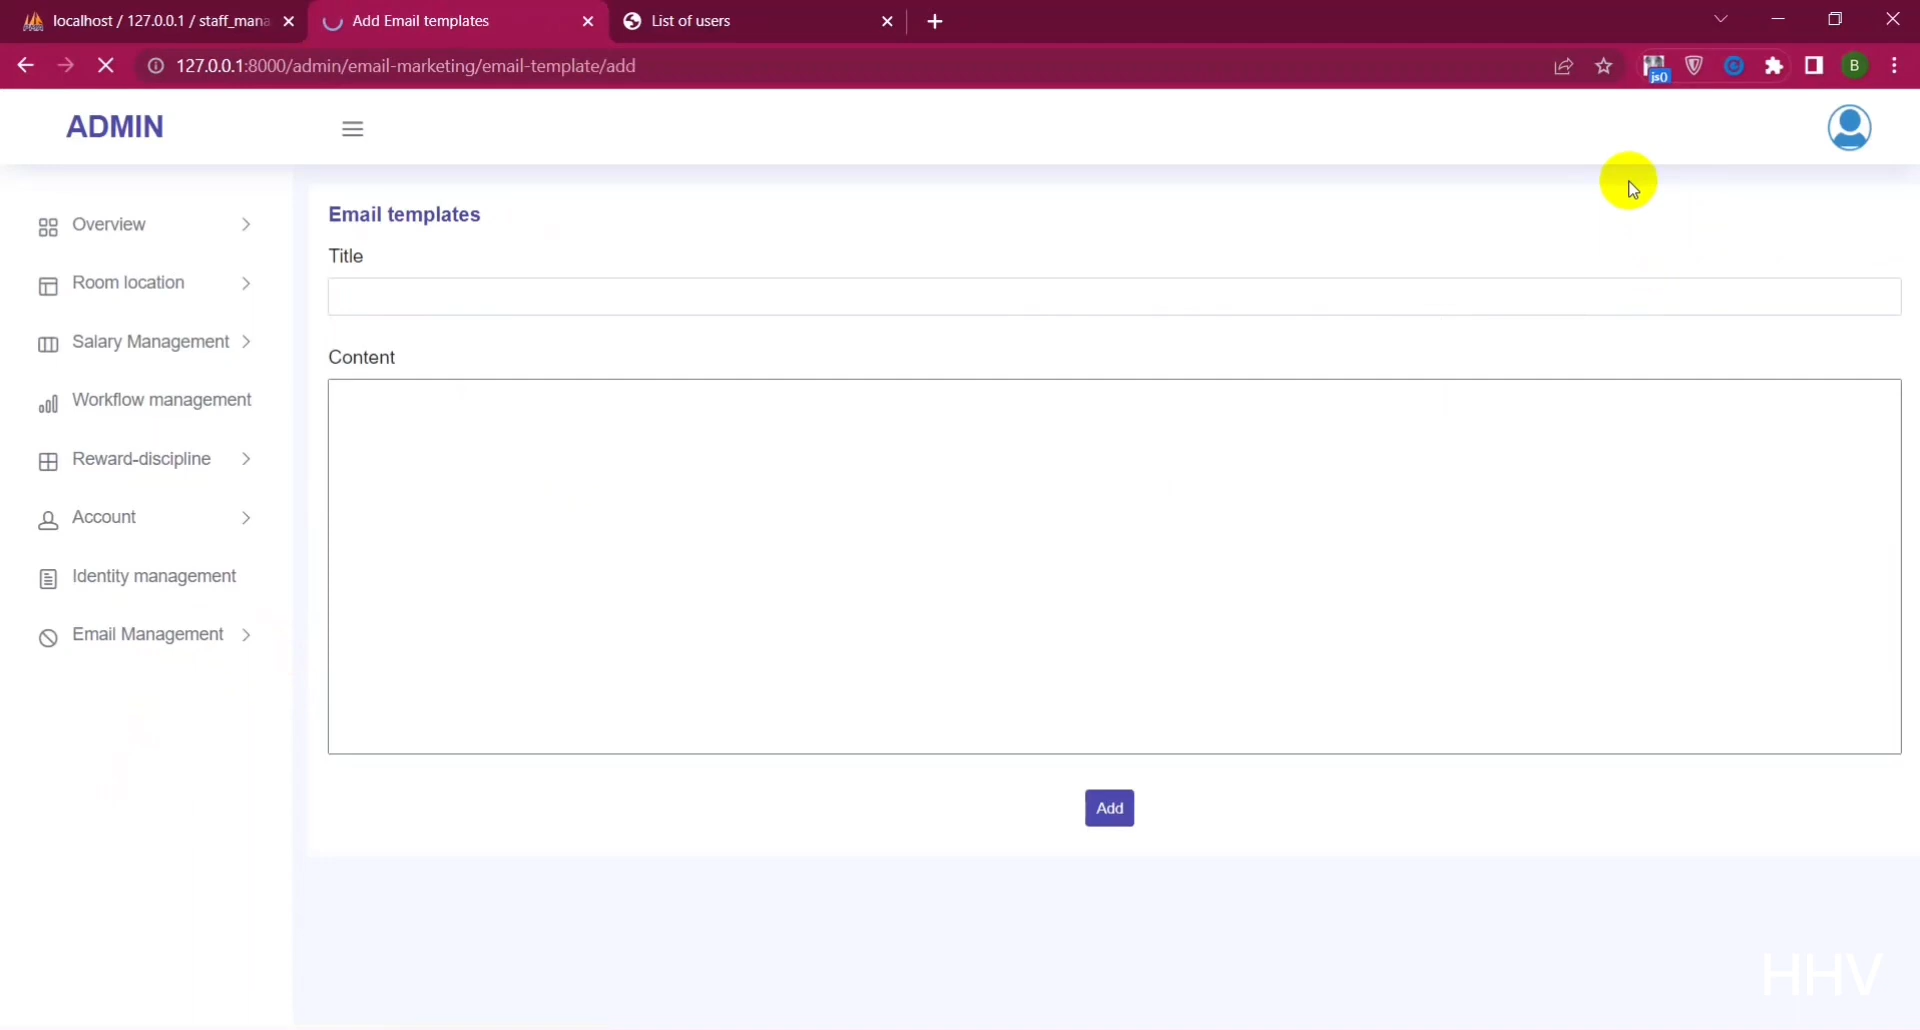 localhost / 127.0.0.1 / staff_mana
Add Email templates
List of users
127.0.0.1:8000/admin/email-marketing/email-template/add
js()
B
ADMIN
Overview
Room location
Salary Management
Workflow management
Reward-discipline
Account
Identity management
Email Management
Email templates
Title
Content
Add
HHV